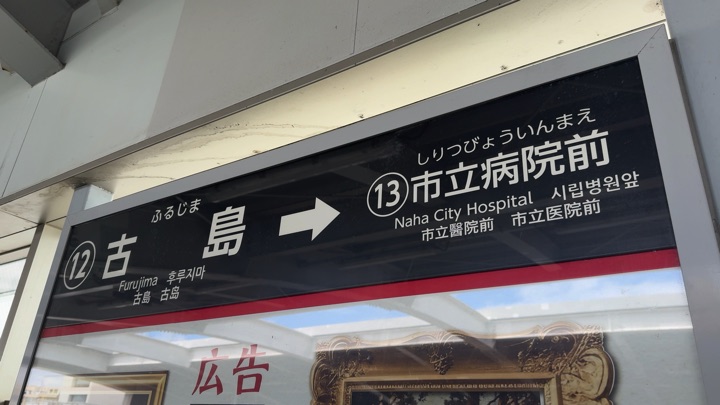 ふるじま
⑫ 古島
Furujima 후루지마
古島 古岛
→
しりつびょういんまえ
⑬市立病院前
Naha City Hospital 시립병원앞
市立醫院前 市立医院前
広告